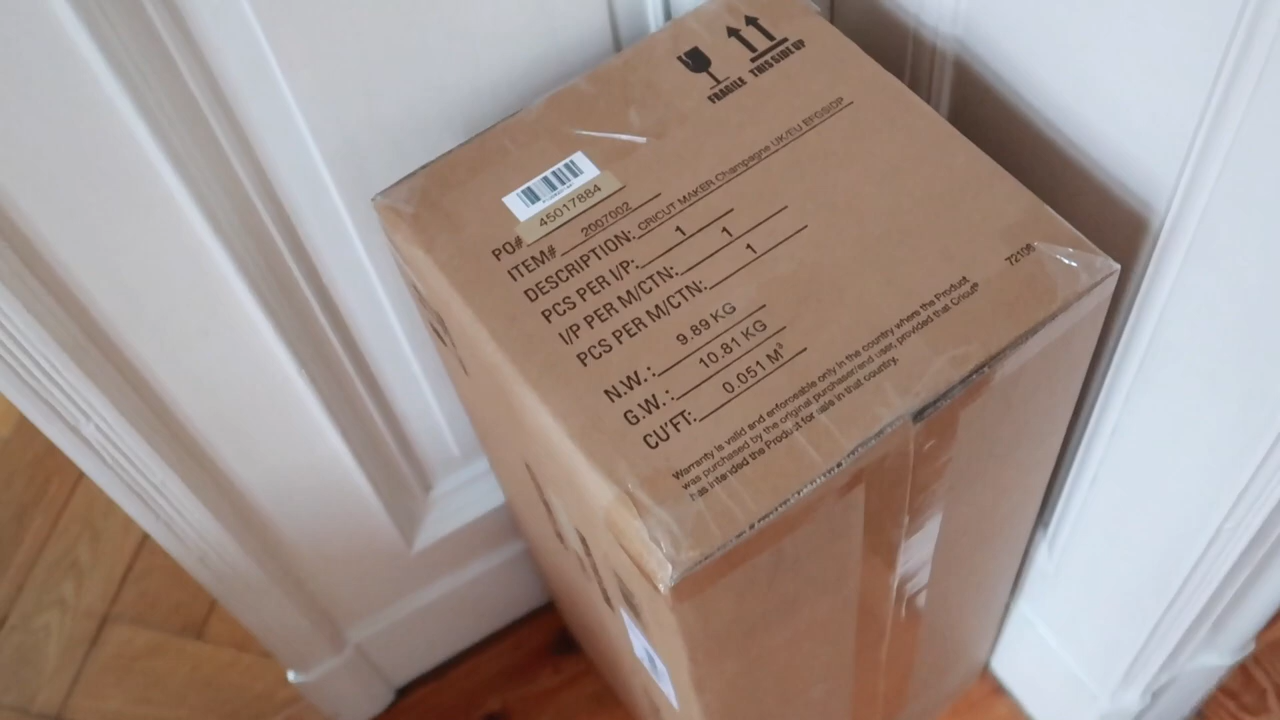 FRAGILE THIS SIDE UP
PO# 45017884
ITEM# 2007002
DESCRIPTION: CRICUT MAKER Champagne UK/EU BFGSIDP
PCS PER I/P: 1
I/P PER M/CTN: 1
PCS PER M/CTN: 1
N.W.: 9.89 KG
G.W.: 10.81 KG
CU'FT: 0.051 M³
Warranty is valid and enforceable only in the country where the Product
was purchased by the original purchaser/end user, provided that Cricut®
has intended the Product for sale in that country.